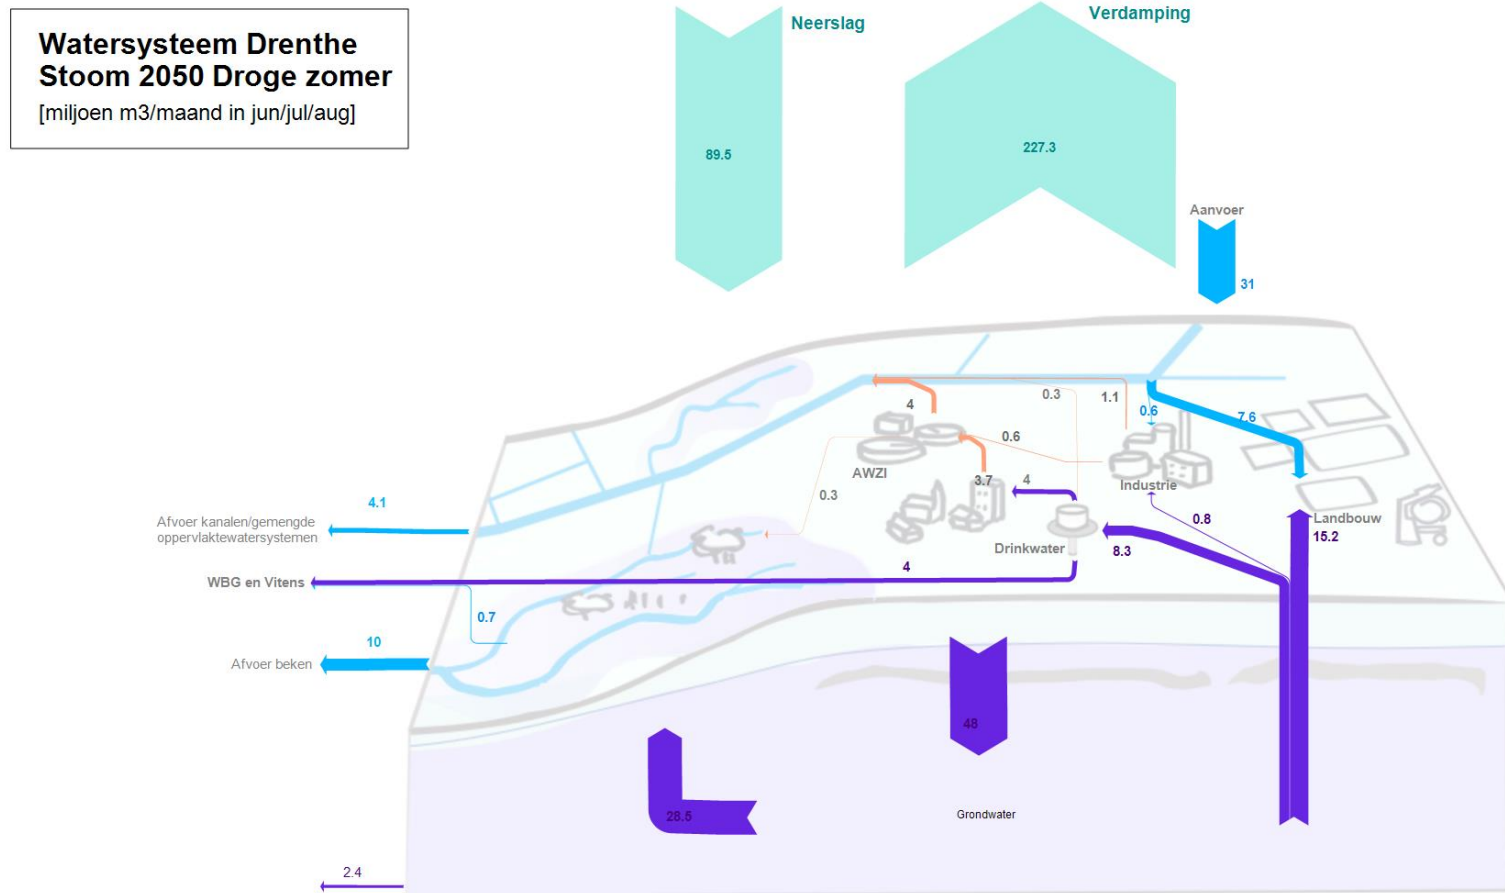 Watersysteem Drenthe
Stoom 2050 Droge zomer
[miljoen m3/maand in jun/jul/aug]
Neerslag
Verdamping
89.5
227.3
Aanvoer
31
0.3
1.1
0.6
7.6
4
0.6
AWZI
3.7
4
Industrie
0.3
4.1
Afvoer kanalen/gemengde
oppervlaktewatersystemen
0.8
Landbouw
15.2
Drinkwater
8.3
WBG en Vitens
4
0.7
10
Afvoer beken
48
28.5
Grondwater
2.4